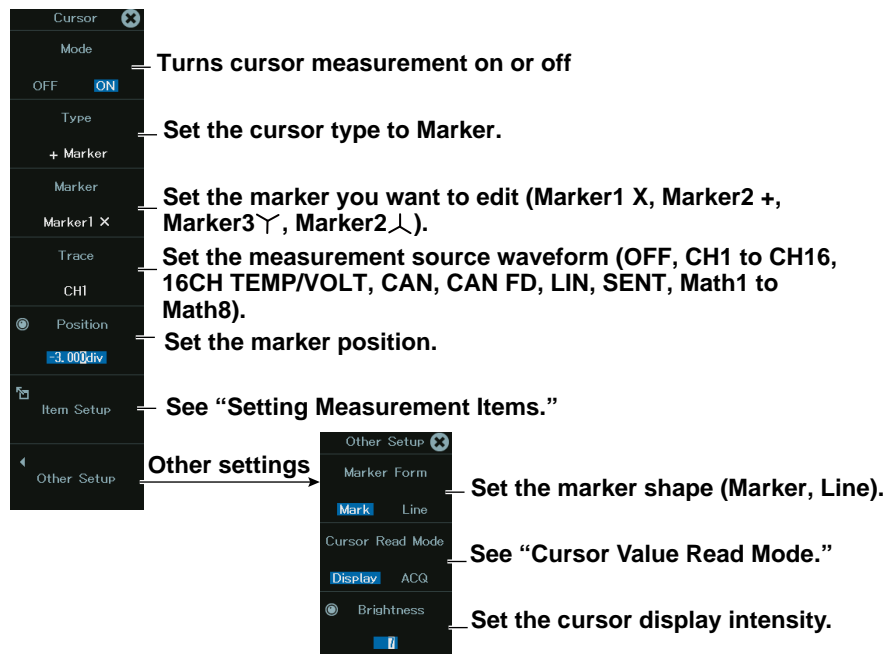 Cursor
Mode
OFF ON
Turns cursor measurement on or off
Type
+ Marker
Set the cursor type to Marker.
Marker
Marker1 ×
Set the marker you want to edit (Marker1 X, Marker2 +,
Marker3, Marker2).
Trace
CH1
Set the measurement source waveform (OFF, CH1 to CH16,
16CH TEMP/VOLT, CAN, CAN FD, LIN, SENT, Math1 to
Math8).
Position
-3.000div
Set the marker position.
Item Setup
See “Setting Measurement Items.”
Other Setup
Other settings
Other Setup
Marker Form
Mark Line
Set the marker shape (Marker, Line).
Cursor Read Mode
Display ACQ
See “Cursor Value Read Mode.”
Brightness
7
Set the cursor display intensity.